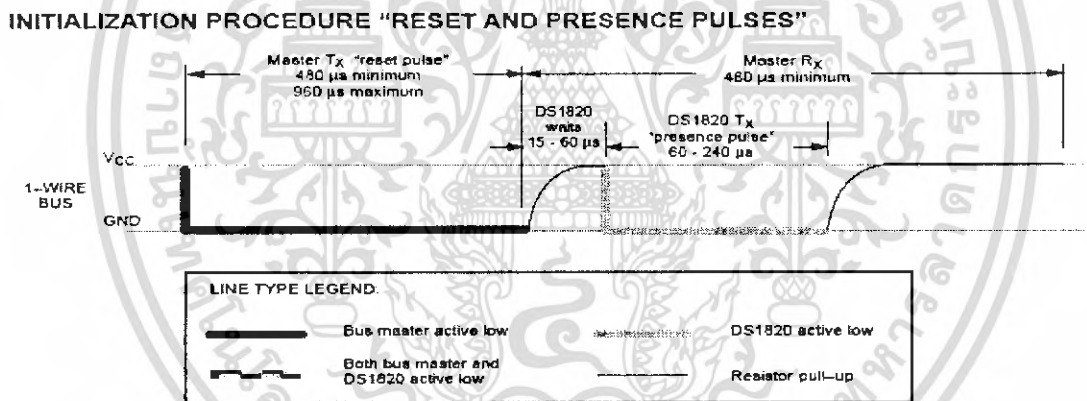 INITIALIZATION PROCEDURE “RESET AND PRESENCE PULSES”
Master TX "reset pulse"
480 µs minimum
960 µs maximum
Master RX
480 µs minimum
DS1820
waits
15 - 60 µs
DS1820 TX
"presence pulse"
60 - 240 µs
VCC
1-WIRE
BUS
GND
LINE TYPE LEGEND:
Bus master active low
DS1820 active low
Both bus master and
DS1820 active low
Resistor pull-up